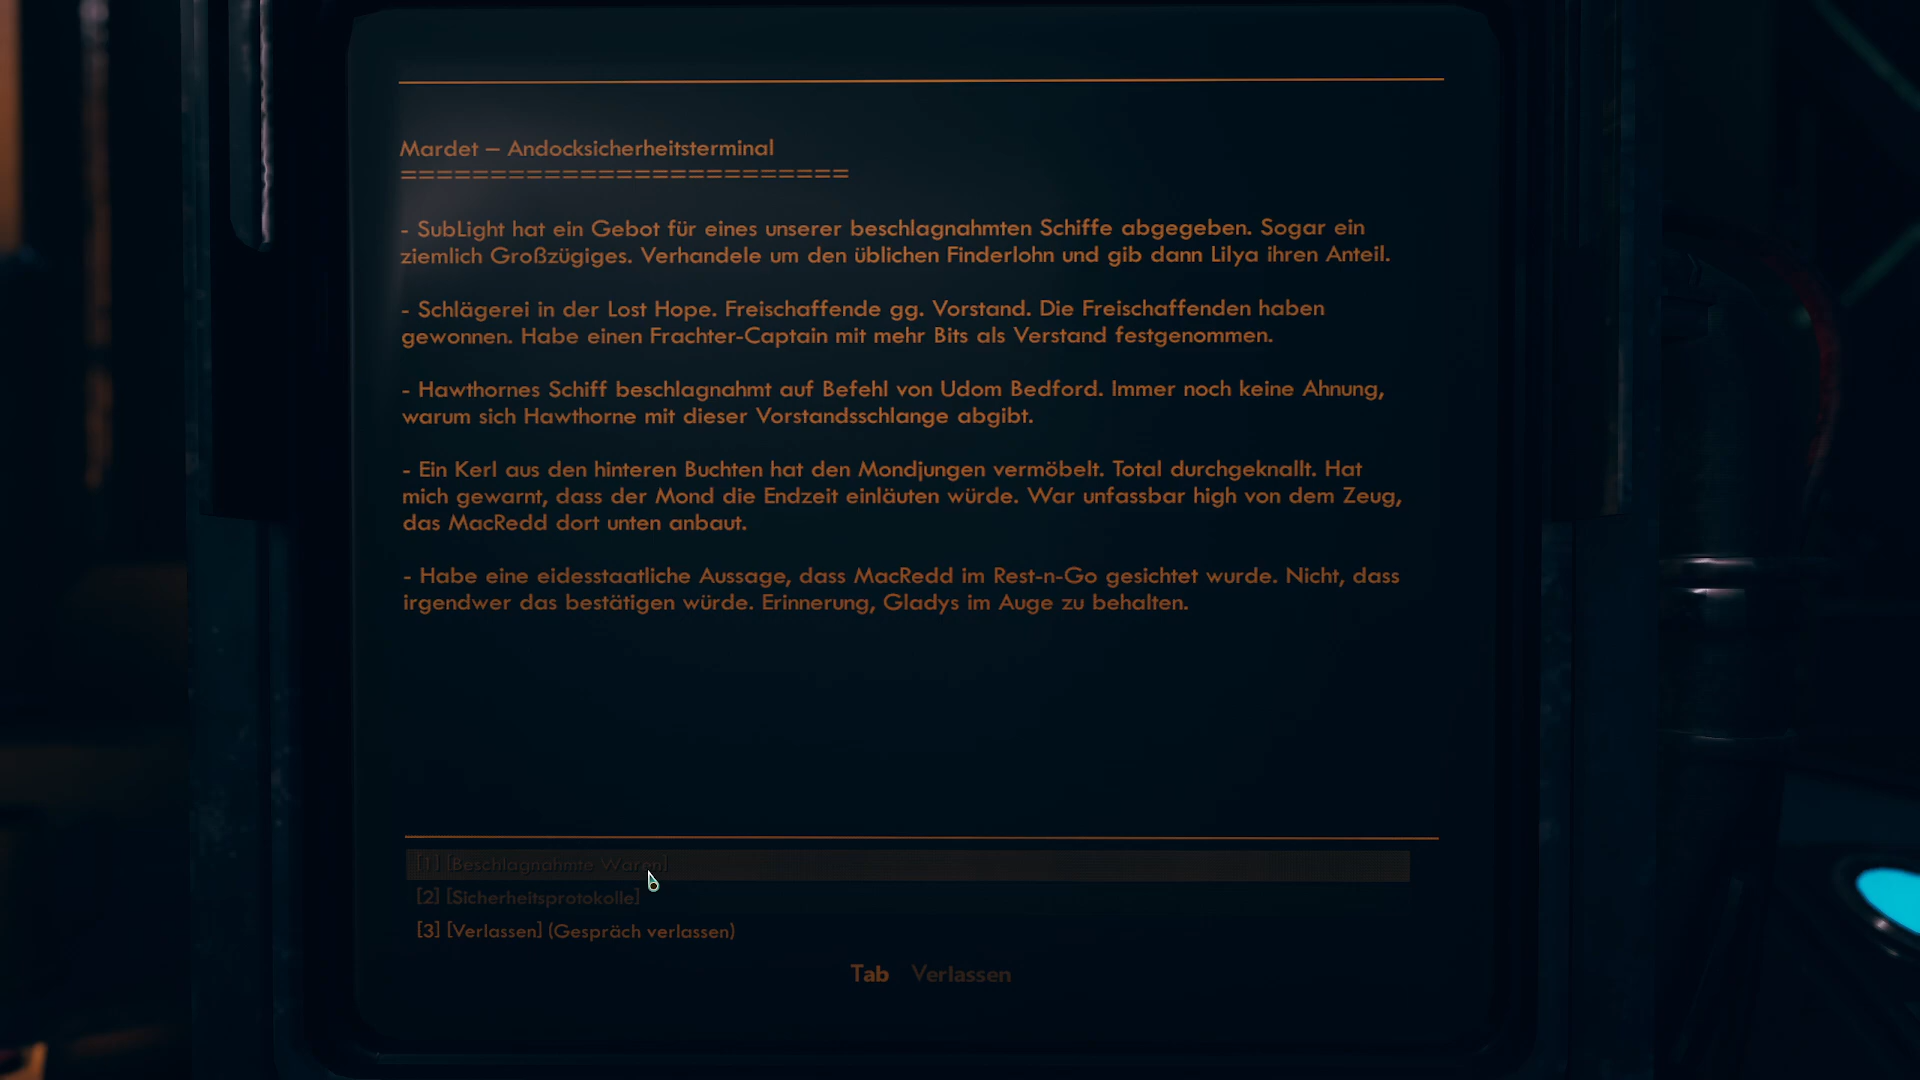 Mardet – Andocksicherheitsterminal
=========================
- SubLight hat ein Gebot für eines unserer beschlagnahmten Schiffe abgegeben. Sogar ein
ziemlich Großzügiges. Verhandele um den üblichen Finderlohn und gib dann Lilya ihren Anteil.
- Schlägerei in der Lost Hope. Freischaffende gg. Vorstand. Die Freischaffenden haben
gewonnen. Habe einen Frachter-Captain mit mehr Bits als Verstand festgenommen.
- Hawthornes Schiff beschlagnahmt auf Befehl von Udom Bedford. Immer noch keine Ahnung,
warum sich Hawthorne mit dieser Vorstandsschlange abgibt.
- Ein Kerl aus den hinteren Buchten hat den Mondjungen vermöbelt. Total durchgeknallt. Hat
mich gewarnt, dass der Mond die Endzeit einläuten würde. War unfassbar high von dem Zeug,
das MacRedd dort unten anbaut.
- Habe eine eidesstaatliche Aussage, dass MacRedd im Rest-n-Go gesichtet wurde. Nicht, dass
irgendwer das bestätigen würde. Erinnerung, Gladys im Auge zu behalten.
[1] [Beschlagnahmte Waren]
[2] [Sicherheitsprotokolle]
[3] [Verlassen] (Gespräch verlassen)
Tab Verlassen